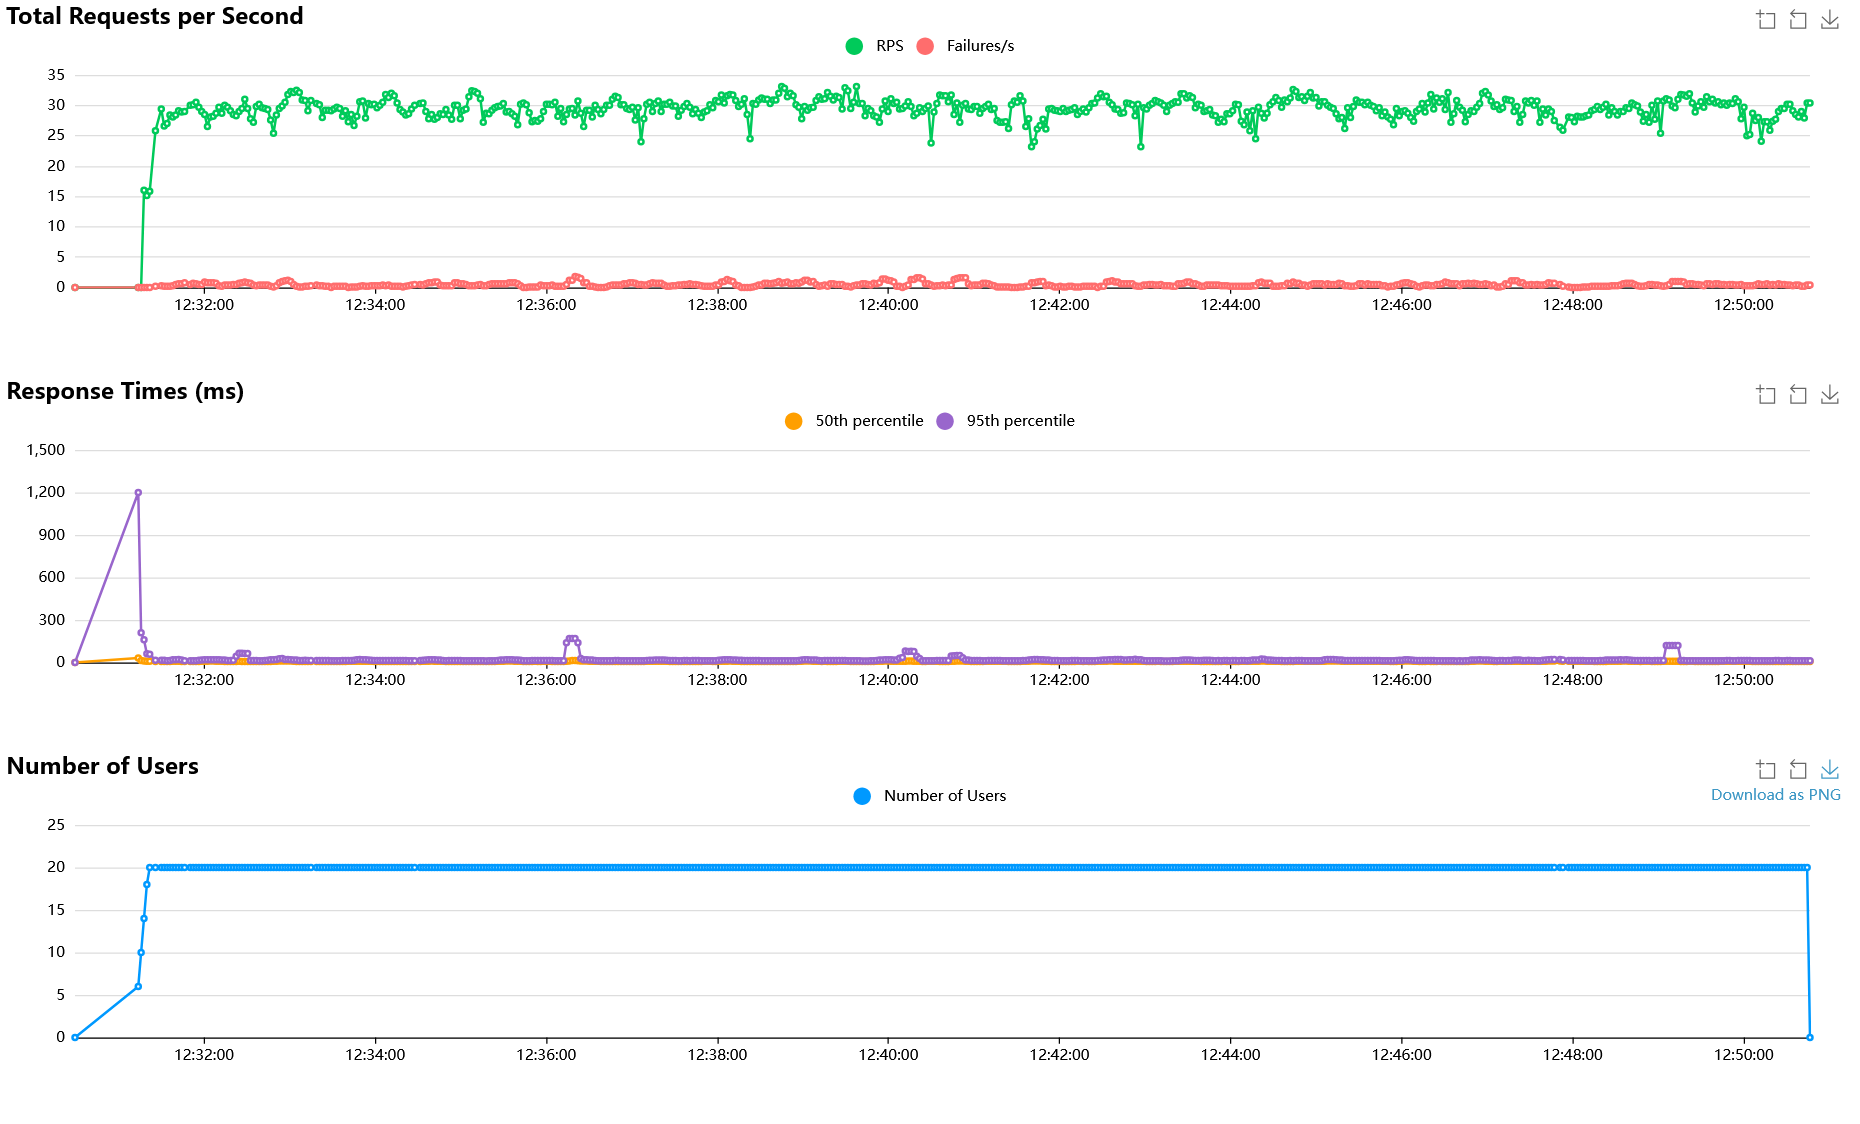 Total Requests per Second
RPS Failures/s
35
30
25
20
15
10
5
0
12:32:00 12:34:00 12:36:00 12:38:00 12:40:00 12:42:00 12:44:00 12:46:00 12:48:00 12:50:00
Response Times (ms)
50th percentile 95th percentile
1,500
1,200
900
600
300
0
12:32:00 12:34:00 12:36:00 12:38:00 12:40:00 12:42:00 12:44:00 12:46:00 12:48:00 12:50:00
Number of Users
Number of Users
Download as PNG
25
20
15
10
5
0
12:32:00 12:34:00 12:36:00 12:38:00 12:40:00 12:42:00 12:44:00 12:46:00 12:48:00 12:50:00